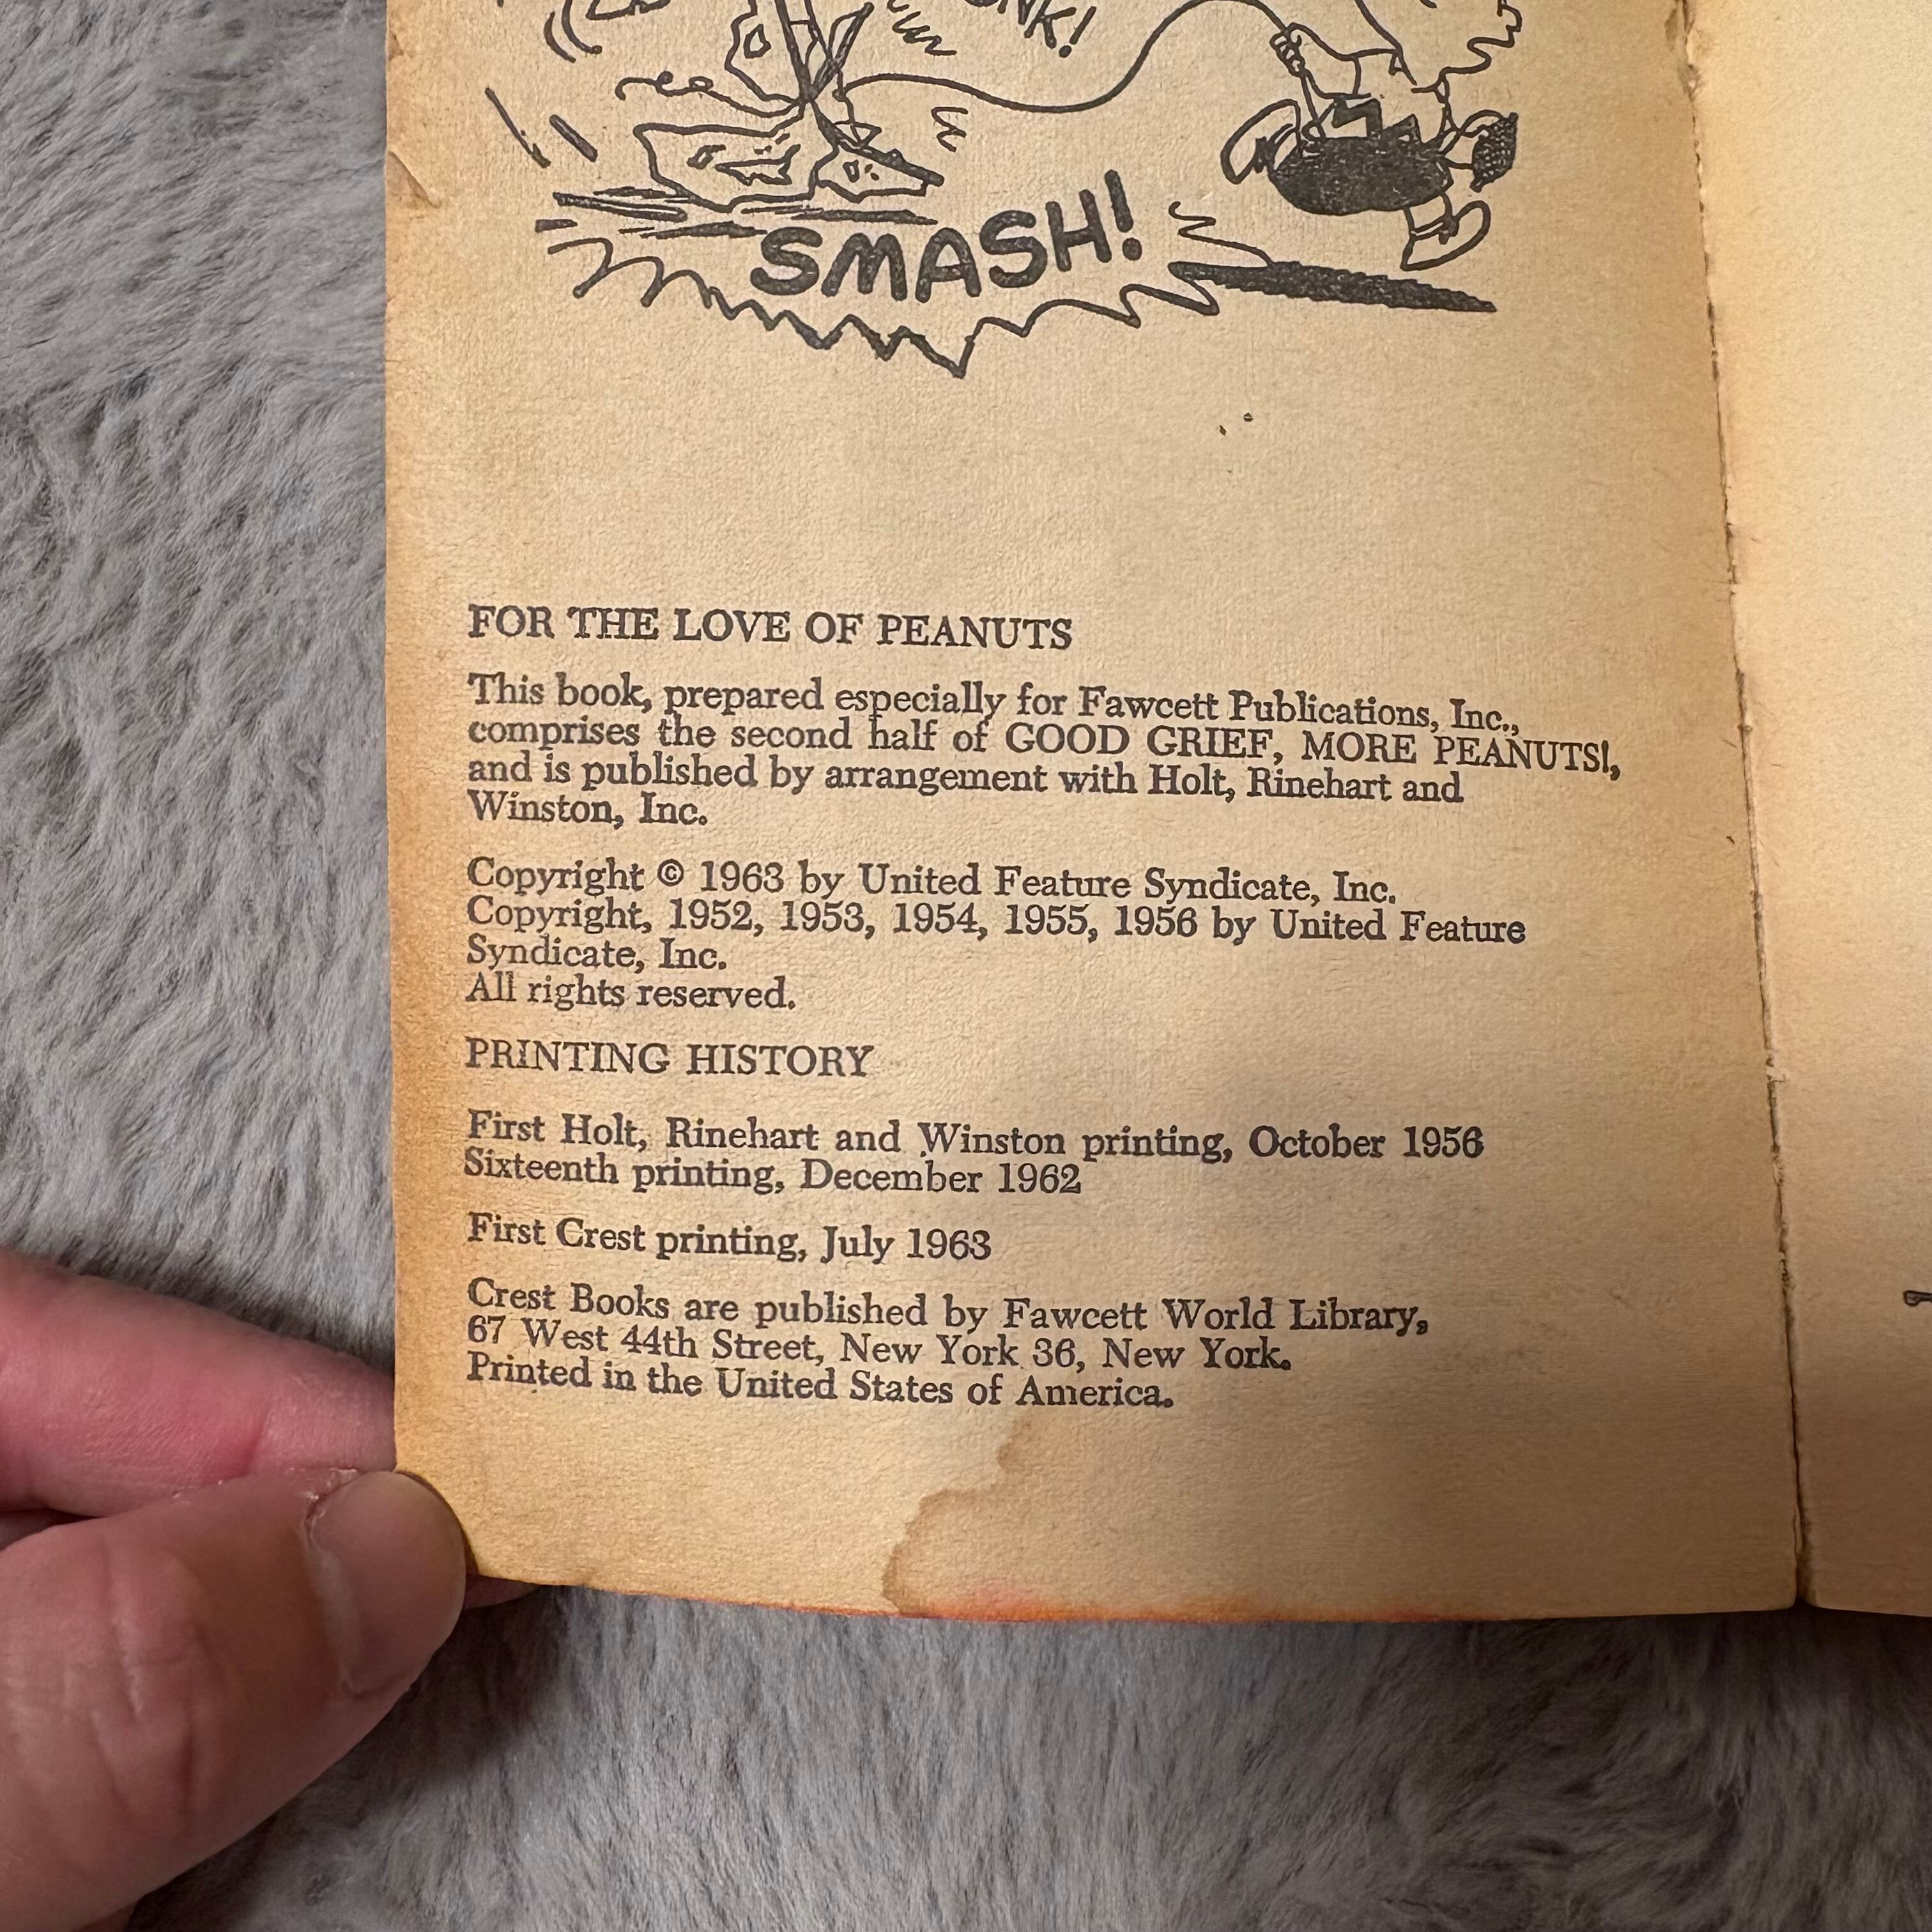 SMASH!
FOR THE LOVE OF PEANUTS
This book, prepared especially for Fawcett Publications, Inc.,
comprises the second half of GOOD GRIEF, MORE PEANUTS!,
and is published by arrangement with Holt, Rinehart and
Winston, Inc.
Copyright © 1963 by United Feature Syndicate, Inc.
Copyright, 1952, 1953, 1954, 1955, 1956 by United Feature
Syndicate, Inc.
All rights reserved.
PRINTING HISTORY
First Holt, Rinehart and Winston printing, October 1956
Sixteenth printing, December 1962
First Crest printing, July 1963
Crest Books are published by Fawcett World Library,
67 West 44th Street, New York 36, New York.
Printed in the United States of America.